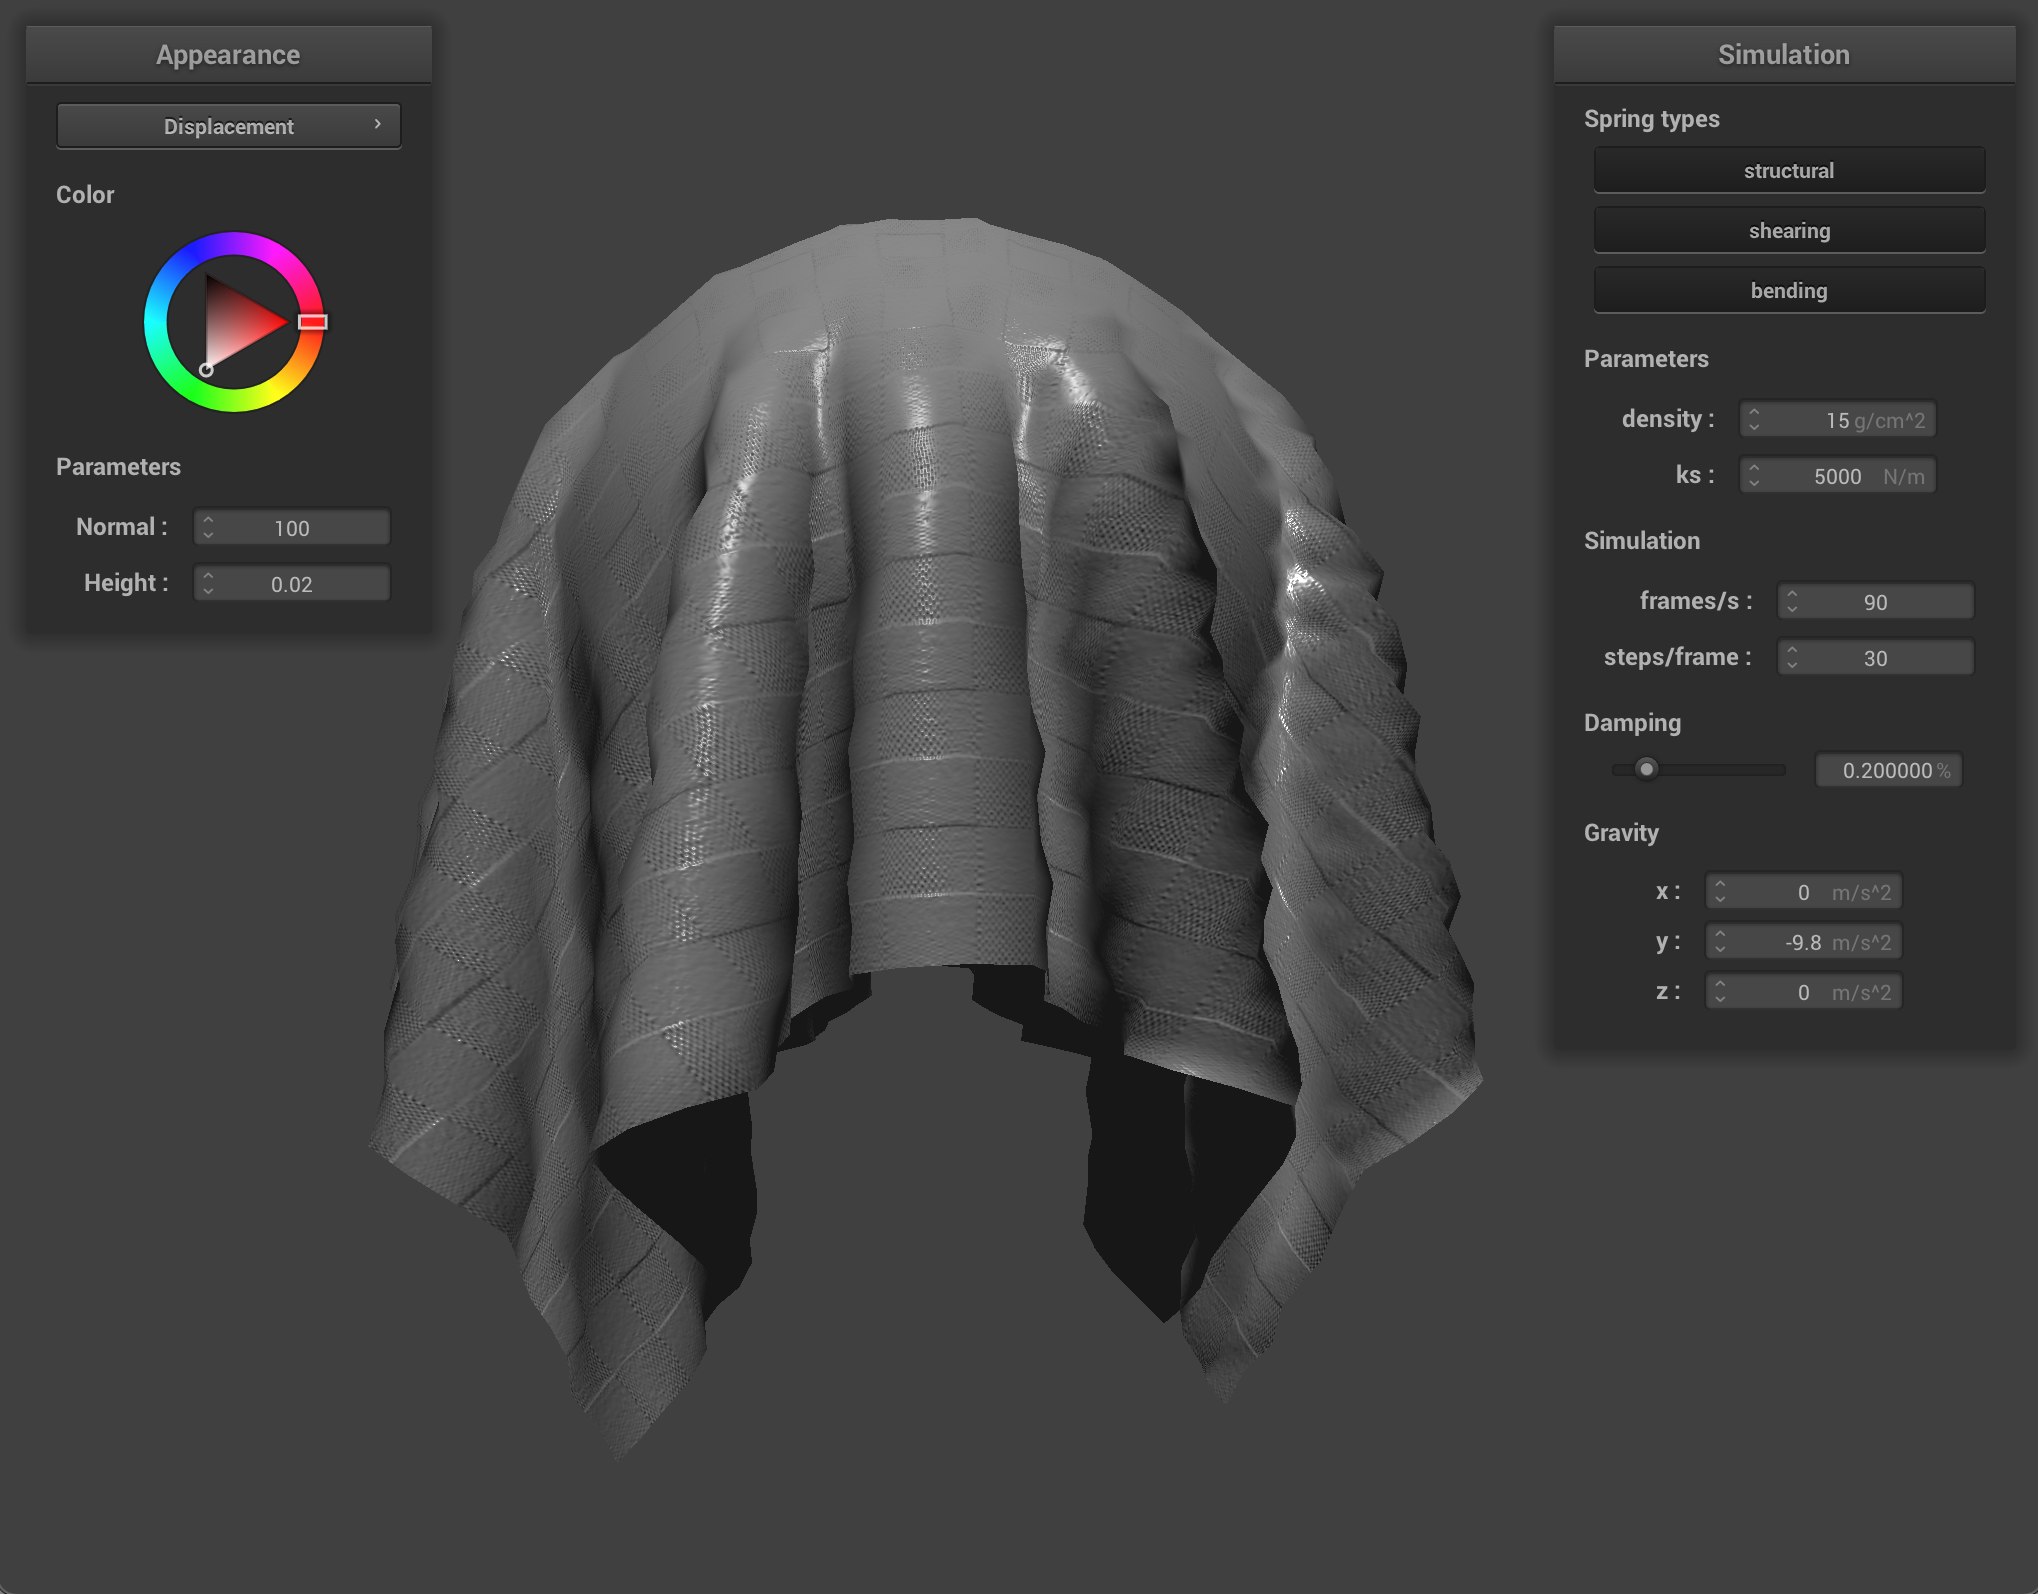 Appearance
Displacement
Color
Parameters
Normal : 100
Height : 0.02
Simulation
Spring types
structural
shearing
bending
Parameters
density : 15 g/cm^2
ks : 5000 N/m
Simulation
frames/s : 90
steps/frame : 30
Damping
0.200000 %
Gravity
x : 0 m/s^2
y : -9.8 m/s^2
z : 0 m/s^2